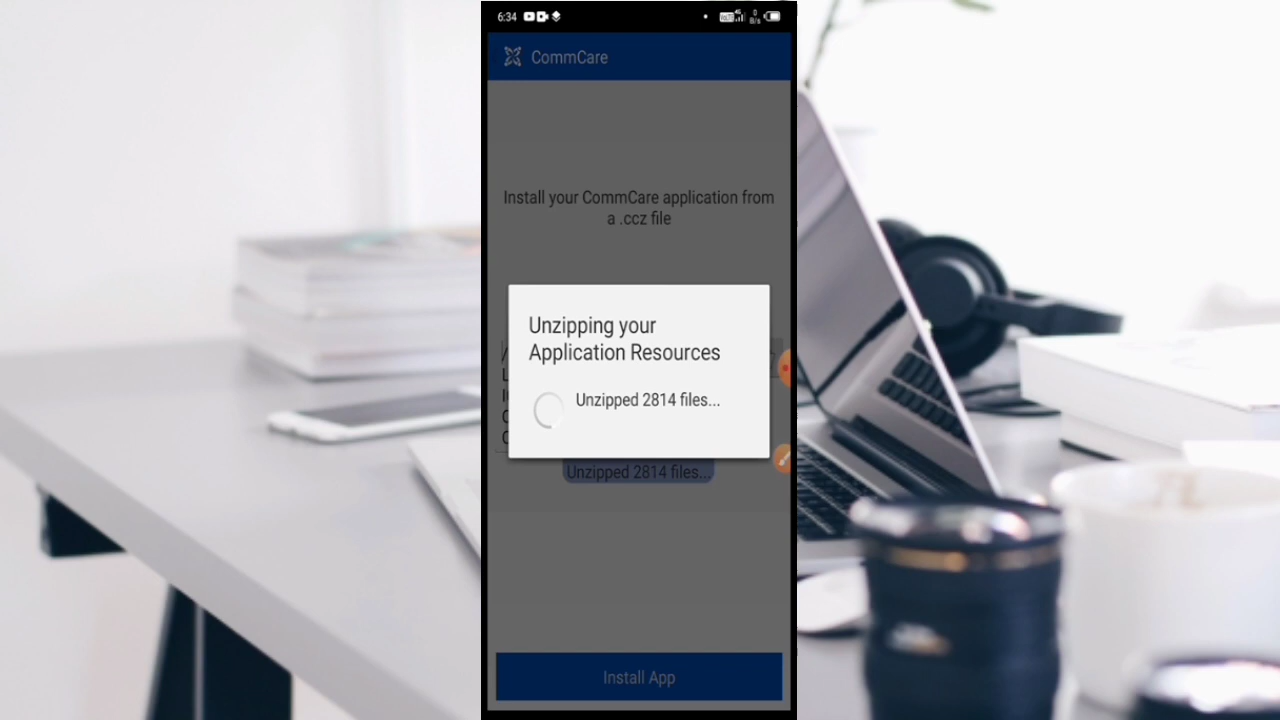 6:34
CommCare
Install your CommCare application from
a .ccz file
Unzipping your
Application Resources
Unzipped 2814 files...
Unzipped 2814 files...
Install App